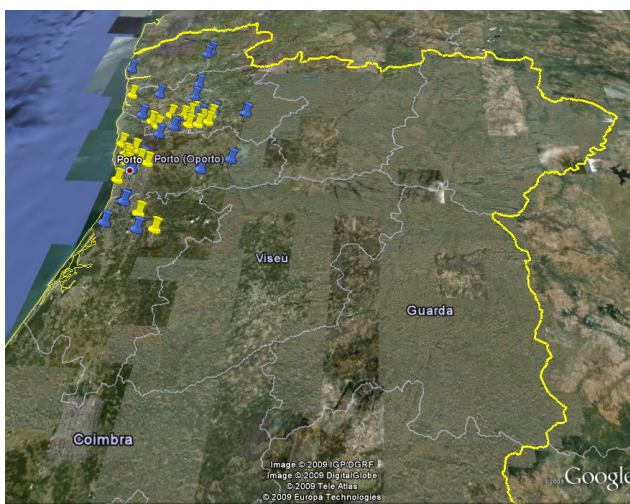 Porto
Porto (Oporto)
Viseu
Guarda
Coimbra
Image © 2009 IGP/DGRF
Image © 2009 DigitalGlobe
© 2009 Tele Atlas
© 2009 Europa Technologies
©2009 Google